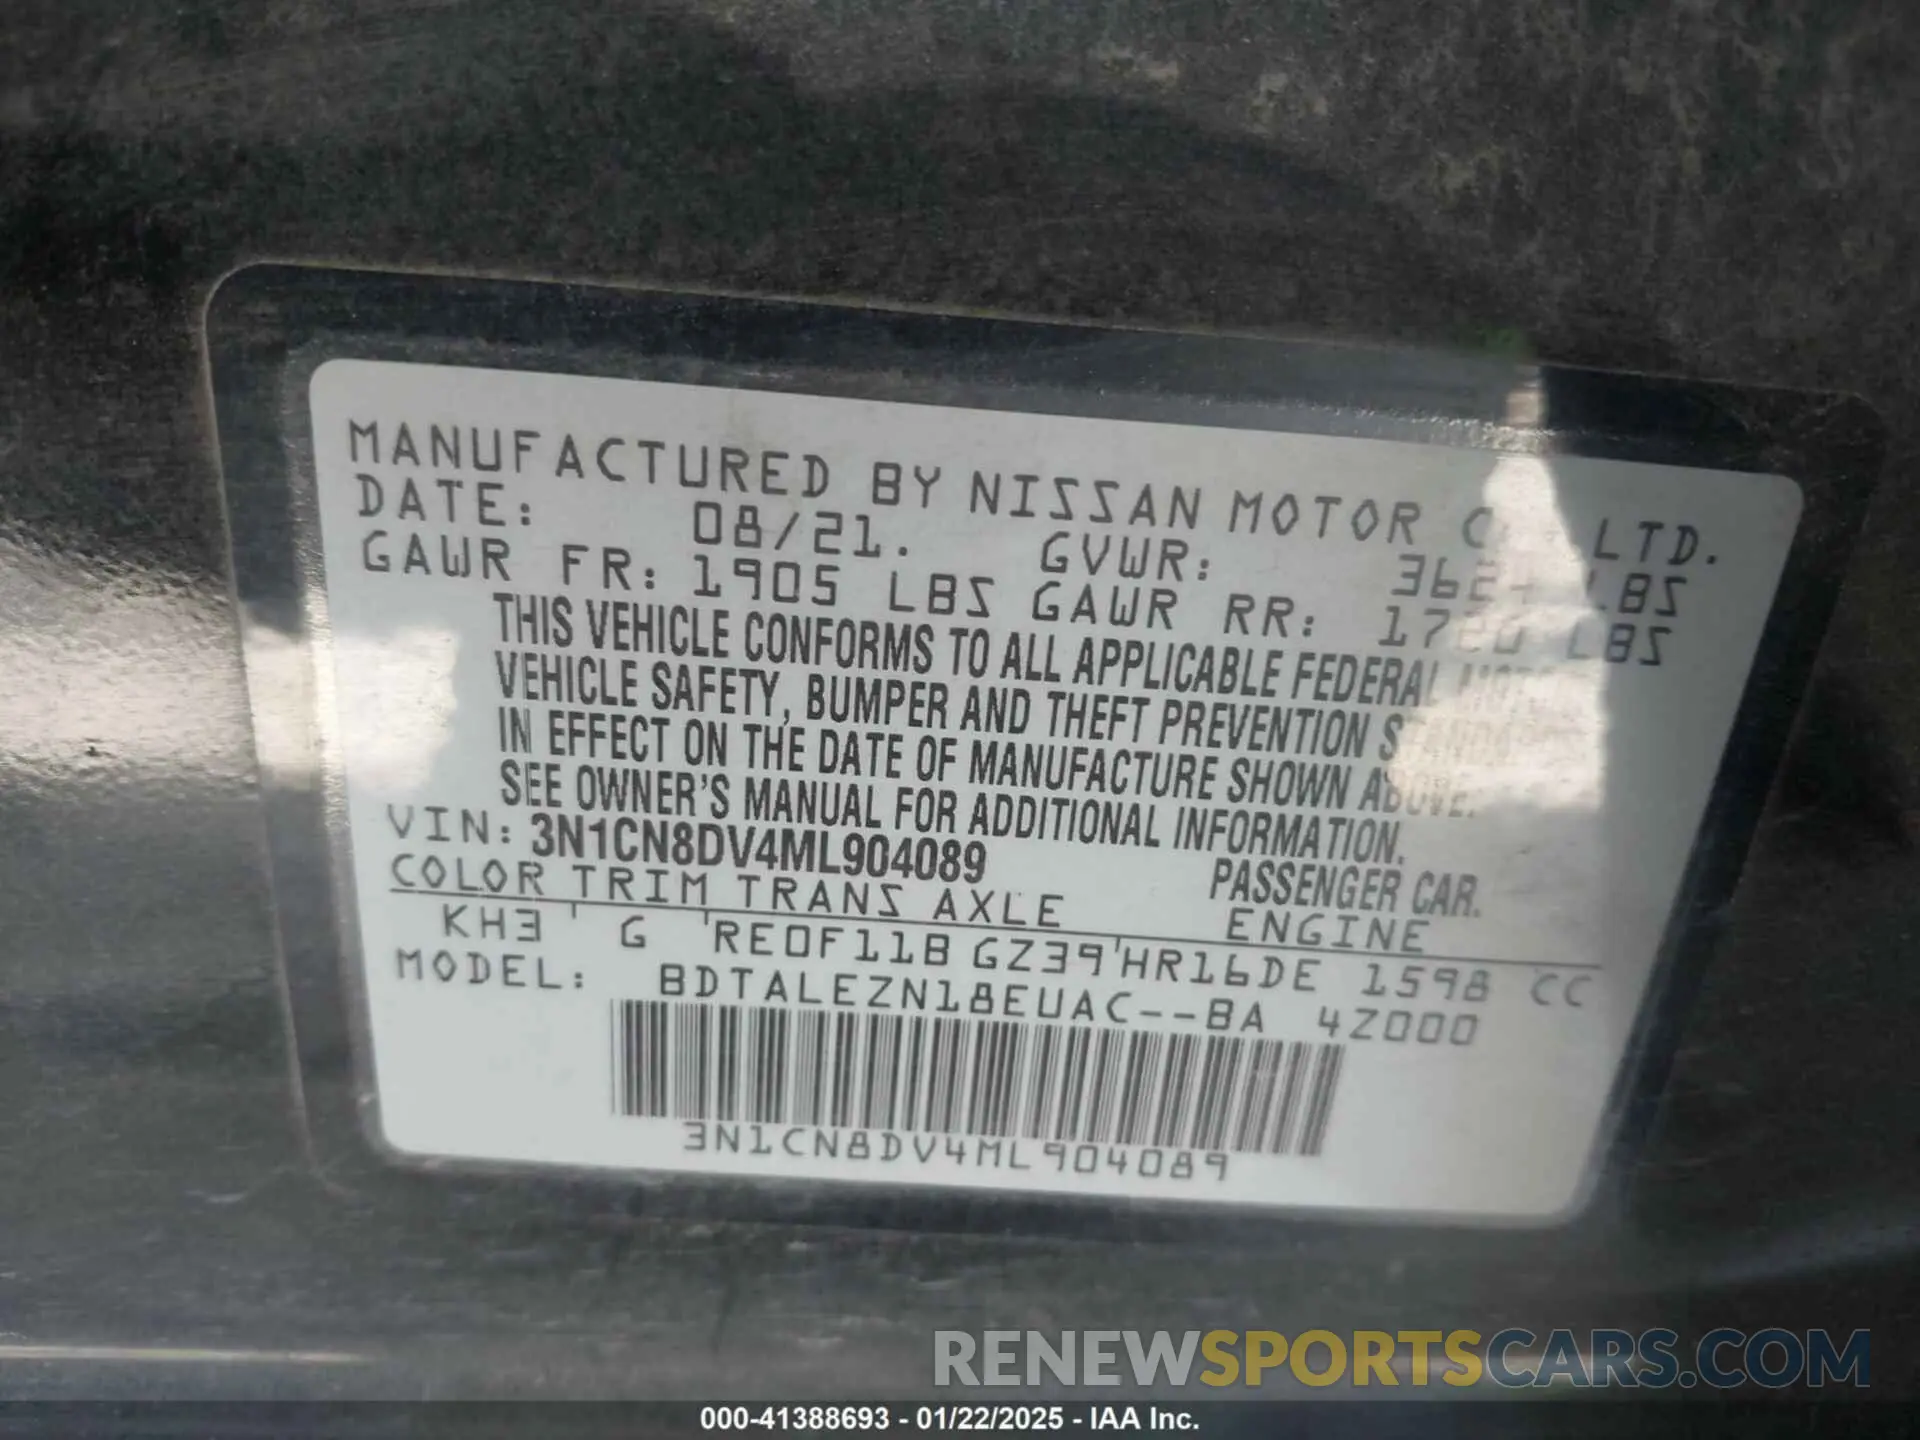 MANUFACTURED BY NISSAN MOTOR LTD.
DATE: 08/21. GVWR: LBS
GAWR FR: 1905 LBS GAWR RR: LBS
THIS VEHICLE CONFORMS TO ALL APPLICABLE FEDERAL MOTOR
VEHICLE SAFETY, BUMPER AND THEFT PREVENTION STANDARDS
IN EFFECT ON THE DATE OF MANUFACTURE SHOWN ABOVE.
SEE OWNER'S MANUAL FOR ADDITIONAL INFORMATION.
VIN: 3N1CN8DV4ML904089 PASSENGER CAR.
COLOR TRIM TRANS AXLE ENGINE
KH3 ' G 'RE0F11B GZ39'HR16DE 1598 CC
MODEL: BDTALEZN18EUAC--BA 4Z000
3N1CN8DV4ML904089
RENEWSPORTSCARS.COM
000-41388693 - 01/22/2025 - IAA Inc.